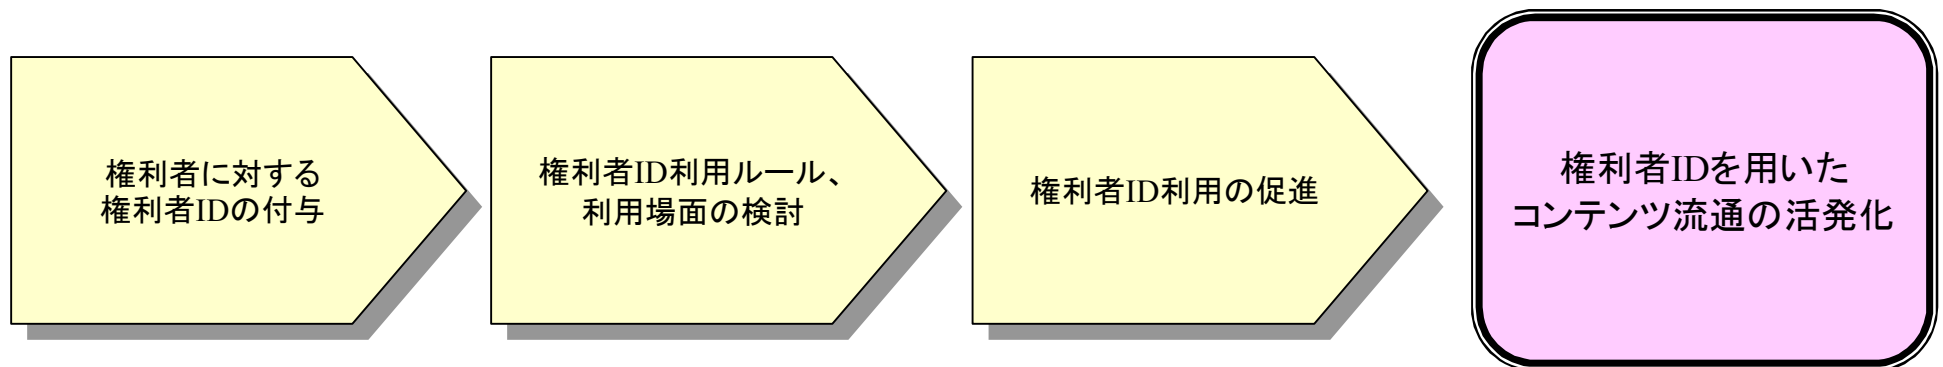 権利者に対する
権利者IDの付与
権利者ID利用ルール、
利用場面の検討
権利者ID利用の促進
権利者IDを用いた
コンテンツ流通の活発化